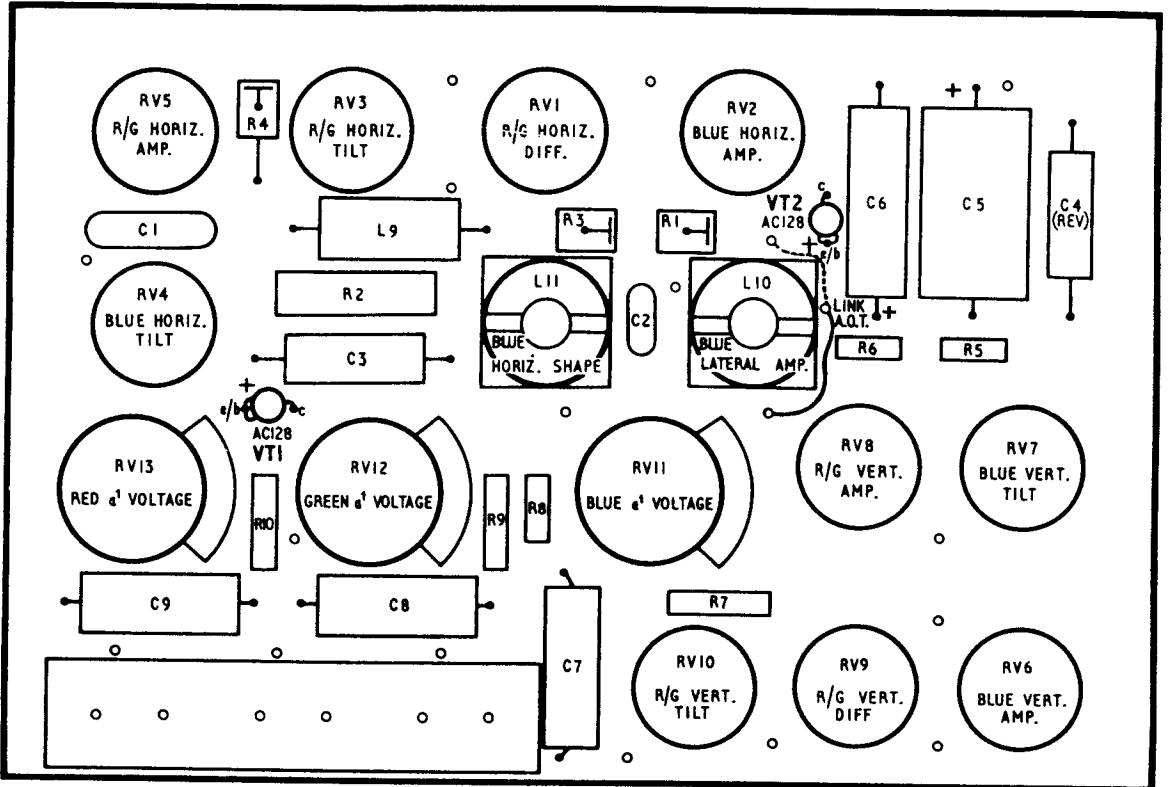 RV5
R/G HORIZ.
AMP.
R4
RV3
R/G HORIZ.
TILT
RV1
R/G HORIZ.
DIFF.
RV2
BLUE HORIZ.
AMP.
+
C6
+
C5
C4
(REV)
C1
L9
R3
R1
VT2
AC128
c
+
e/b
RV4
BLUE HORIZ.
TILT
R2
C3
L11
BLUE
HORIZ. SHAPE
C2
L10
BLUE
LATERAL AMP.
LINK
A.O.T.
R6
R5
+
e/b
c
AC128
VT1
RV13
RED a¹ VOLTAGE
R10
RV12
GREEN a¹ VOLTAGE
R9
R8
RV11
BLUE a¹ VOLTAGE
RV8
R/G VERT.
AMP.
RV7
BLUE VERT.
TILT
C9
C8
C7
R7
RV10
R/G VERT.
TILT
RV9
R/G VERT.
DIFF
RV6
BLUE VERT.
AMP.